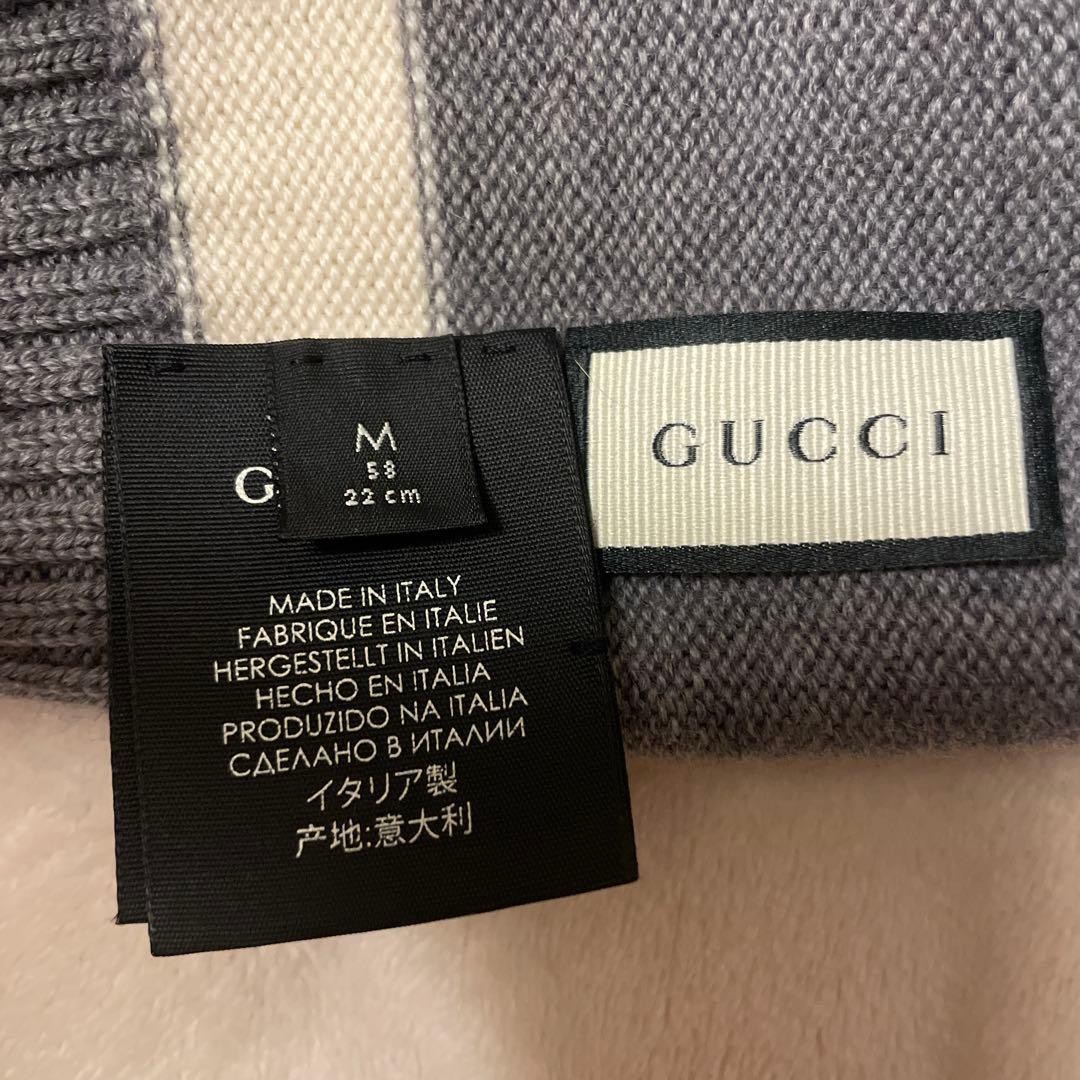 M
58
22 cm
G
MADE IN ITALY
FABRIQUE EN ITALIE
HERGESTELLT IN ITALIEN
HECHO EN ITALIA
PRODUZIDO NA ITALIA
СДЕЛАНО В ИТАЛИИ
イタリア製
产地:意大利
GUCCI